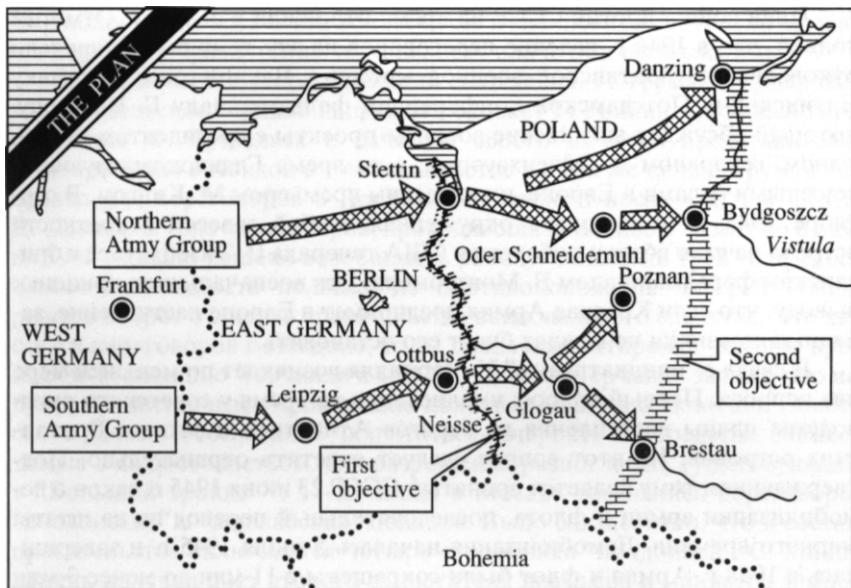 THE PLAN
Danzing
POLAND
Stettin
Northern
Atmy Group
Bydgoszcz
Oder Schneidemuhl
Vistula
BERLIN
Poznan
Frankfurt
WEST
GERMANY
EAST GERMANY
Cottbus
Second
objective
Leipzig
Southern
Army Group
Glogau
Neisse
Brestau
First
objective
Bohemia